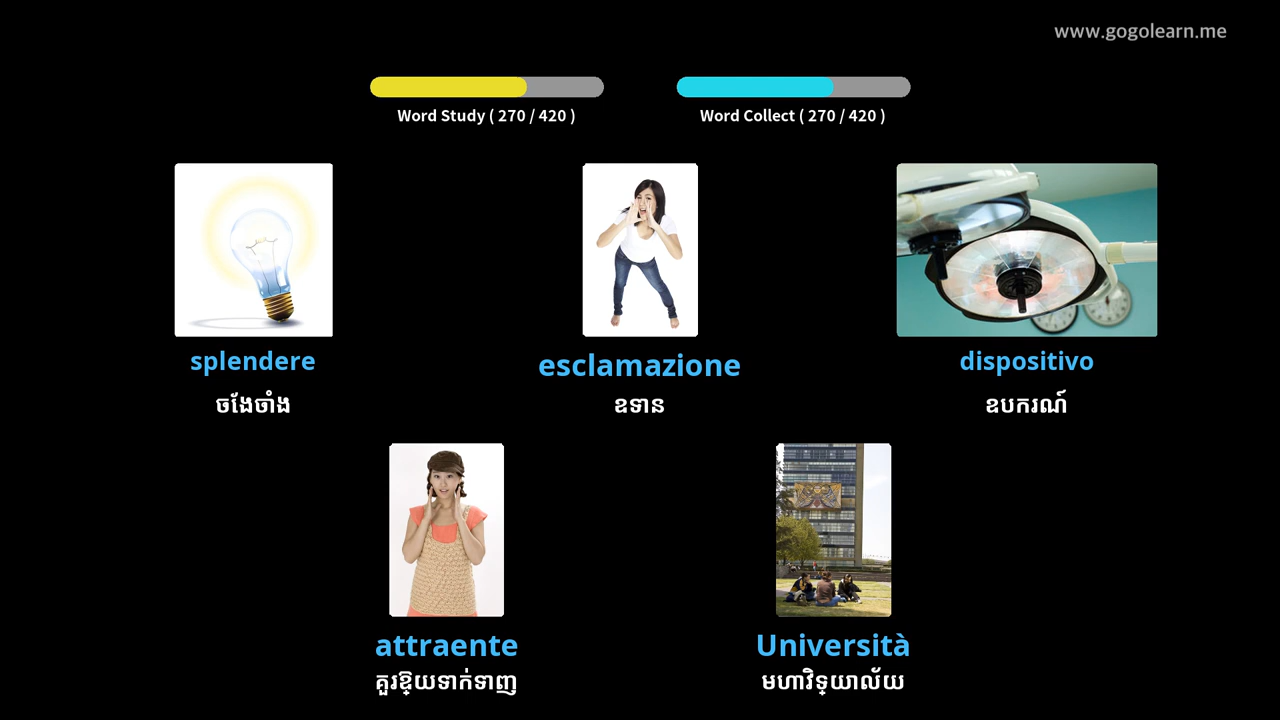 www.gogolearn.me
Word Study ( 270 / 420 )
Word Collect ( 270 / 420 )
splendere
ចងែចាំង
esclamazione
ឧទាន
dispositivo
ឧបករណ៍
attraente
គួរឱ្យទាក់ទាញ
Università
មហាវិទ្យាល័យ